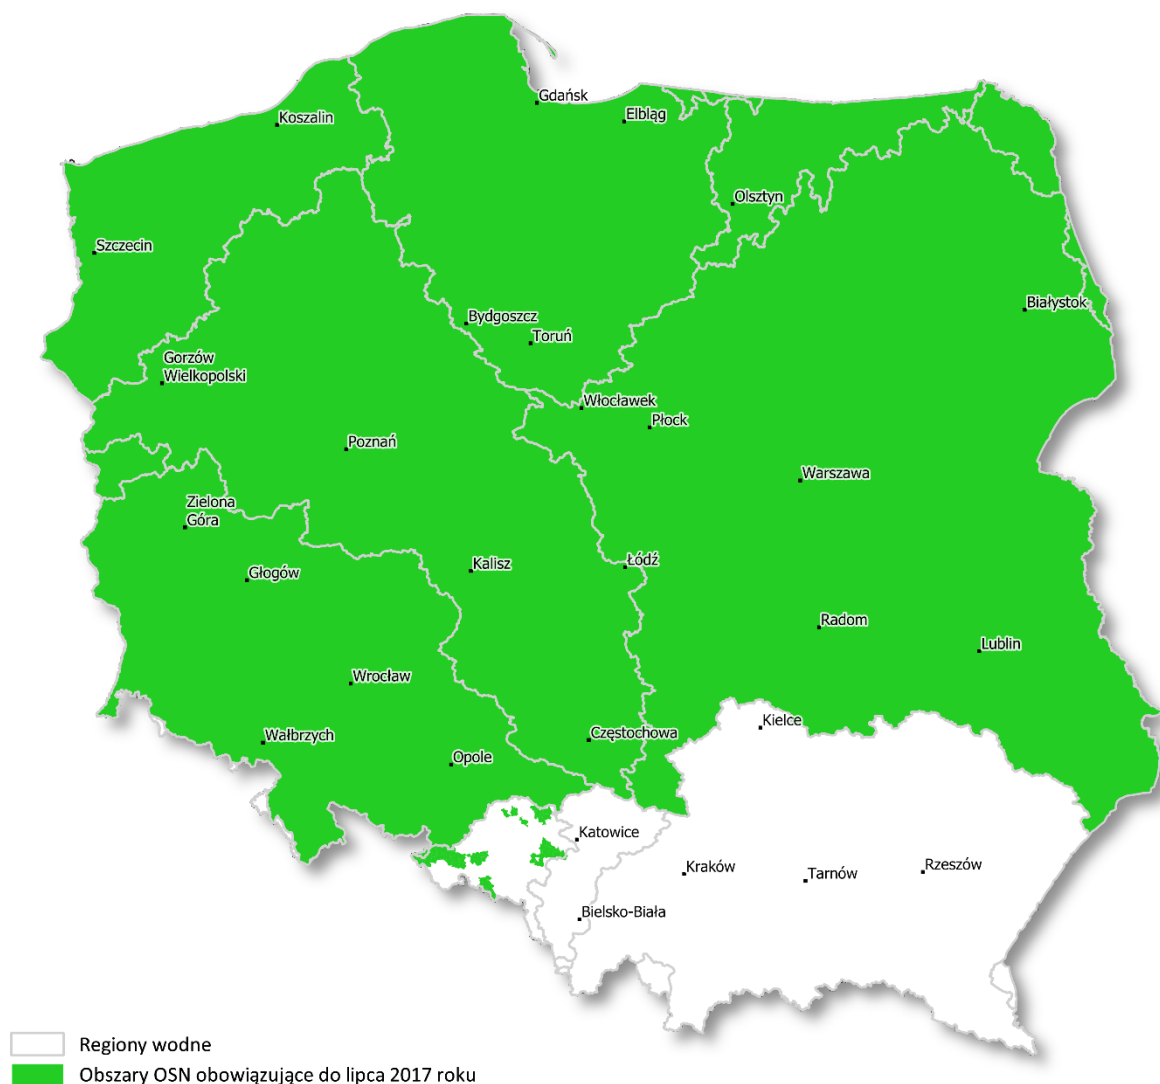 Gdańsk
Koszalin
Elbląg
Olsztyn
Szczecin
Białystok
Bydgoszcz
Toruń
Gorzów
Wielkopolski
Włocławek
Płock
Poznań
Warszawa
Zielona
Góra
Łódź
Kalisz
Głogów
Radom
Lublin
Wrocław
Kielce
Wałbrzych
Częstochowa
Opole
Katowice
Kraków
Tarnów
Rzeszów
Bielsko-Biała
Regiony wodne
Obszary OSN obowiązujące do lipca 2017 roku